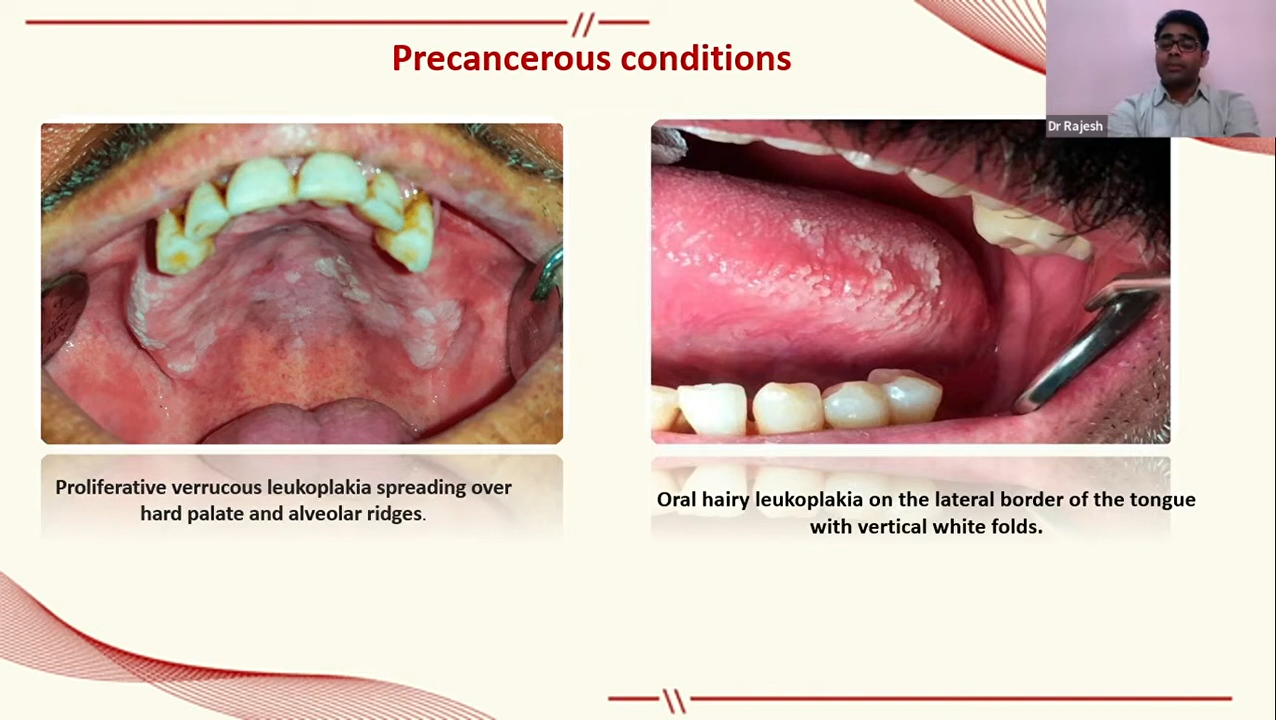 Precancerous conditions
Dr Rajesh
Proliferative verrucous leukoplakia spreading over
hard palate and alveolar ridges.
Oral hairy leukoplakia on the lateral border of the tongue
with vertical white folds.